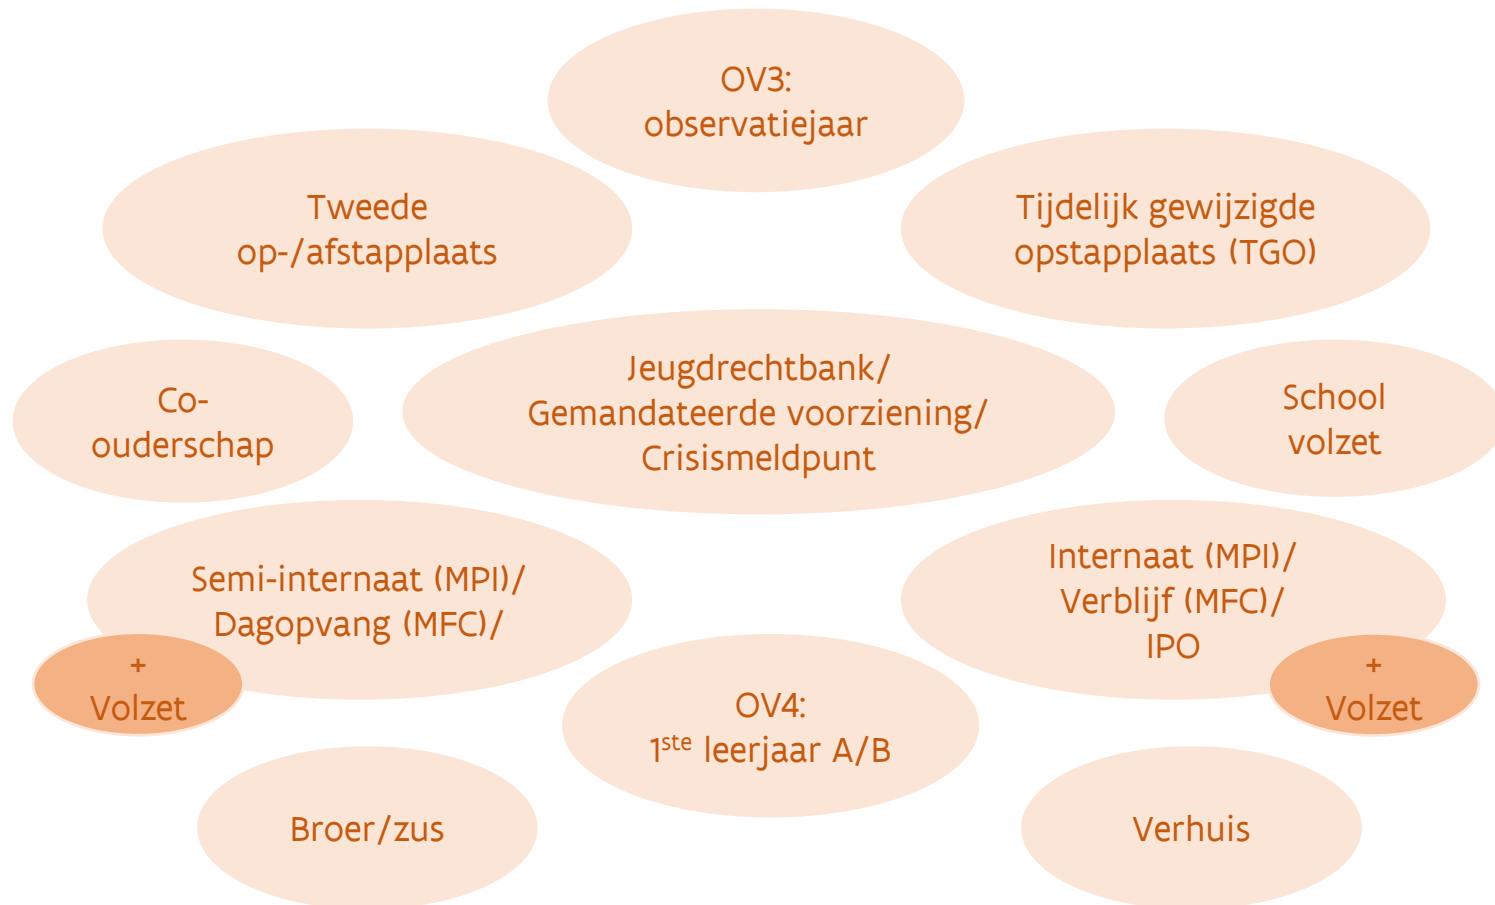 OV3:
observatiejaar
Tweede
op-/afstapplaats
Tijdelijk gewijzigde
opstapplaats (TGO)
Co-
ouderschap
Jeugdrechtbank/
Gemandateerde voorziening/
Crisismeldpunt
School
volzet
Semi-internaat (MPI)/
Dagopvang (MFC)/
+
Volzet
Internaat (MPI)/
Verblijf (MFC)/
IPO
+
Volzet
OV4:
1ste leerjaar A/B
Broer/zus
Verhuis